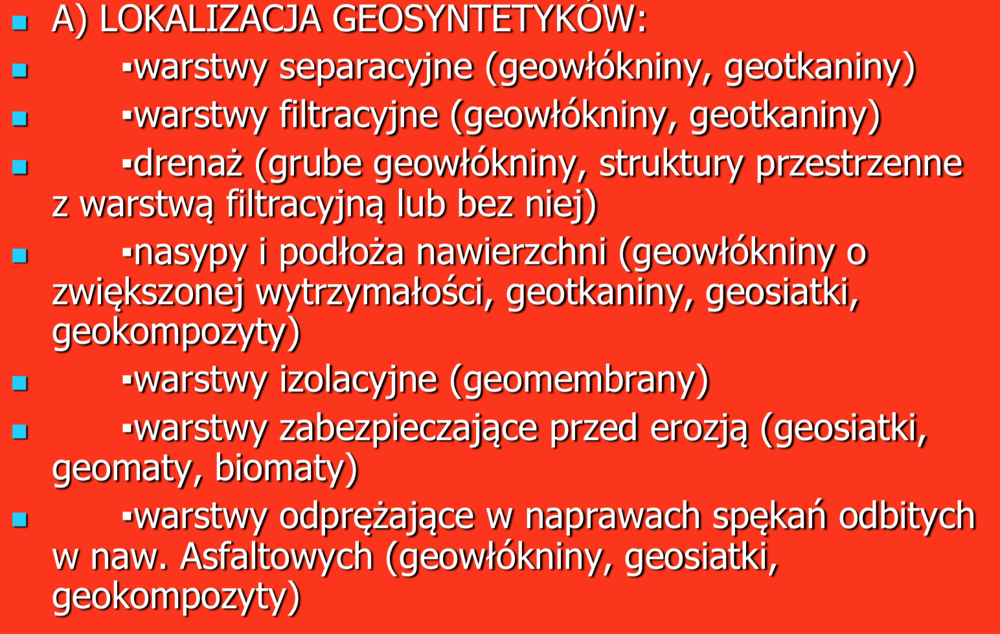 ■ A) LOKALIZACJA GEOSYNTETYKÓW:
■ ▪warstwy separacyjne (geowłókniny, geotkaniny)
■ ▪warstwy filtracyjne (geowłókniny, geotkaniny)
■ ▪drenaż (grube geowłókniny, struktury przestrzenne
z warstwą filtracyjną lub bez niej)
■ ▪nasypy i podłoża nawierzchni (geowłókniny o
zwiększonej wytrzymałości, geotkaniny, geosiatki,
geokompozyty)
■ ▪warstwy izolacyjne (geomembrany)
■ ▪warstwy zabezpieczające przed erozją (geosiatki,
geomaty, biomaty)
■ ▪warstwy odprężające w naprawach spękań odbitych
w naw. Asfaltowych (geowłókniny, geosiatki,
geokompozyty)